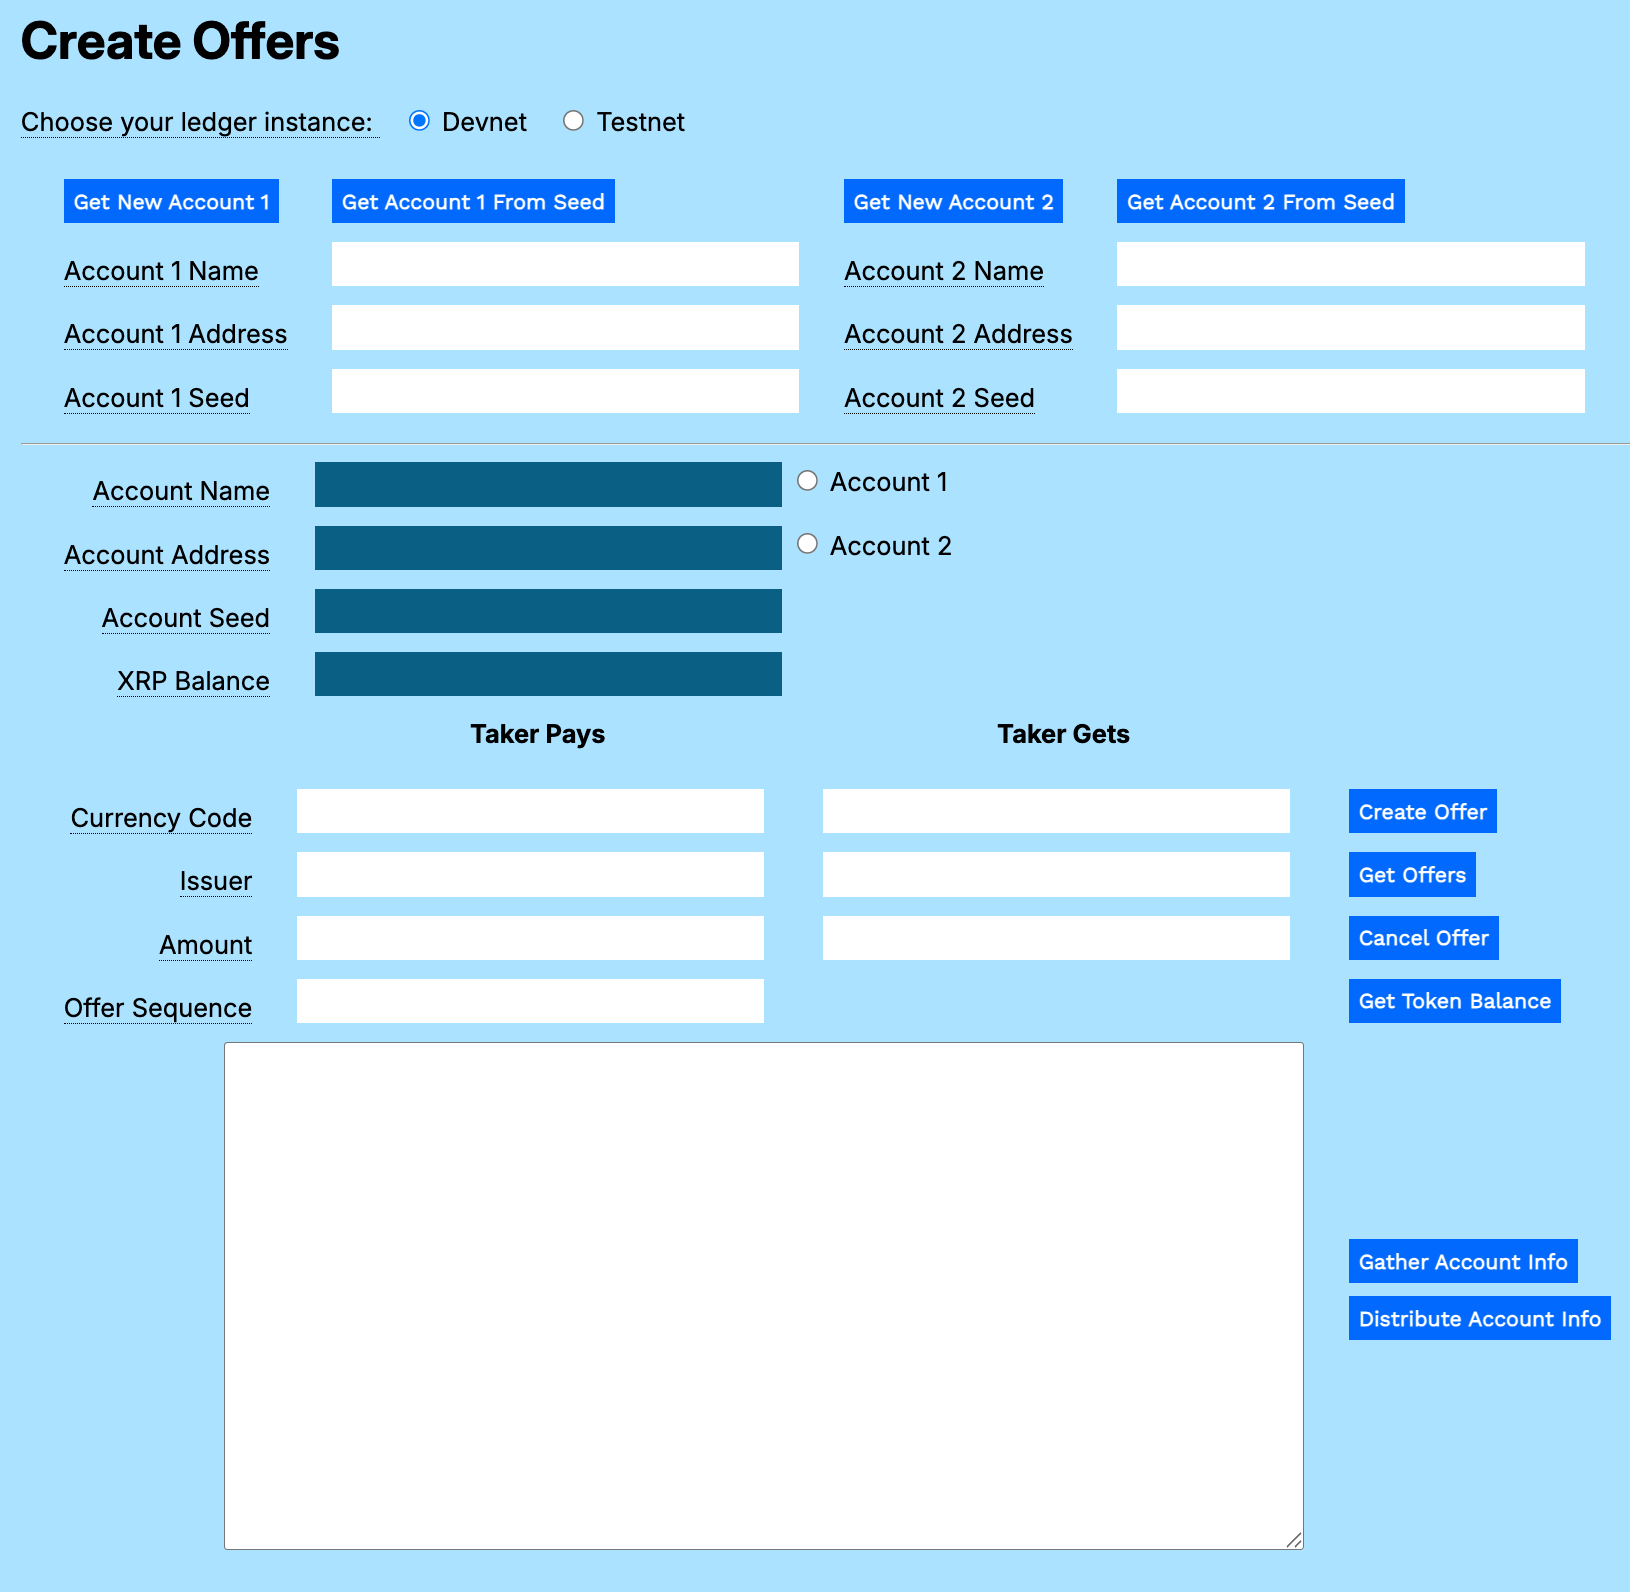 Create Offers
Choose your ledger instance: Devnet Testnet
Get New Account 1 Get Account 1 From Seed Get New Account 2 Get Account 2 From Seed
Account 1 Name Account 2 Name
Account 1 Address Account 2 Address
Account 1 Seed Account 2 Seed
Account Name Account 1
Account Address Account 2
Account Seed
XRP Balance
Taker Pays Taker Gets
Currency Code Create Offer
Issuer Get Offers
Amount Cancel Offer
Offer Sequence Get Token Balance
Gather Account Info
Distribute Account Info